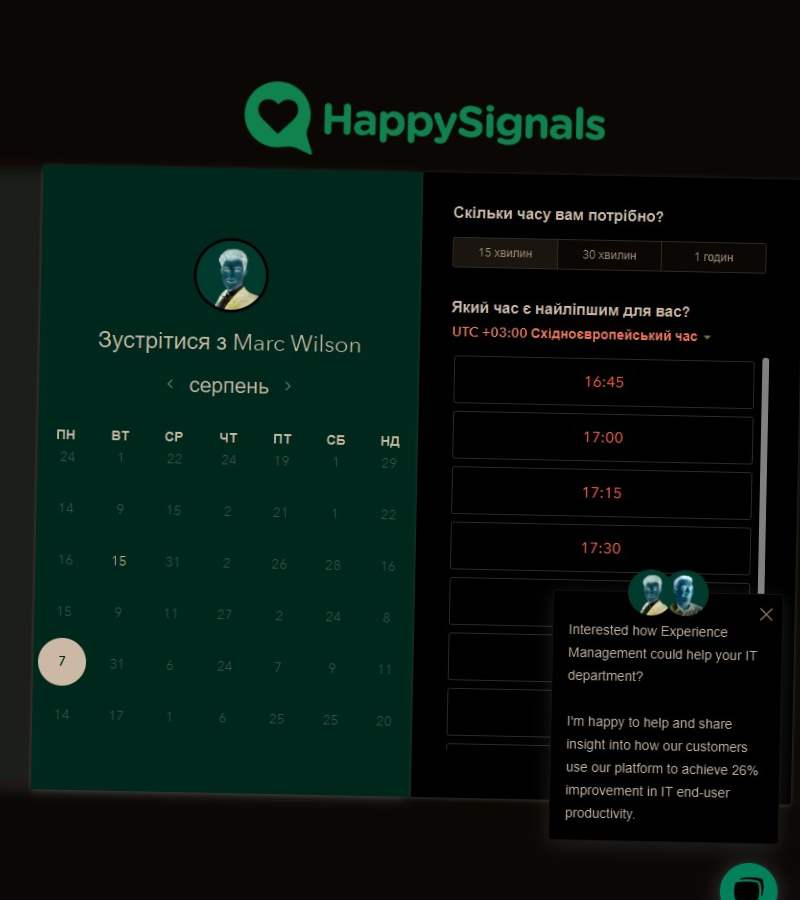 HappySignals
Зустрітися з Marc Wilson
серпень
ПН ВТ СР ЧТ ПТ СБ НД
24 1 22 24 19 1 29
14 9 15 2 21 1 22
16 15 31 2 26 28 16
15 9 11 27 2 24 8
7 31 6 24 7 9 11
14 17 1 6 25 25 20
Скільки часу вам потрібно?
15 хвилин 30 хвилин 1 годин
Який час є найліпшим для вас?
UTC +03:00 Східноєвропейський час
16:45
17:00
17:15
17:30
Interested how Experience
Management could help your IT
department?
I'm happy to help and share
insight into how our customers
use our platform to achieve 26%
improvement in IT end-user
productivity.